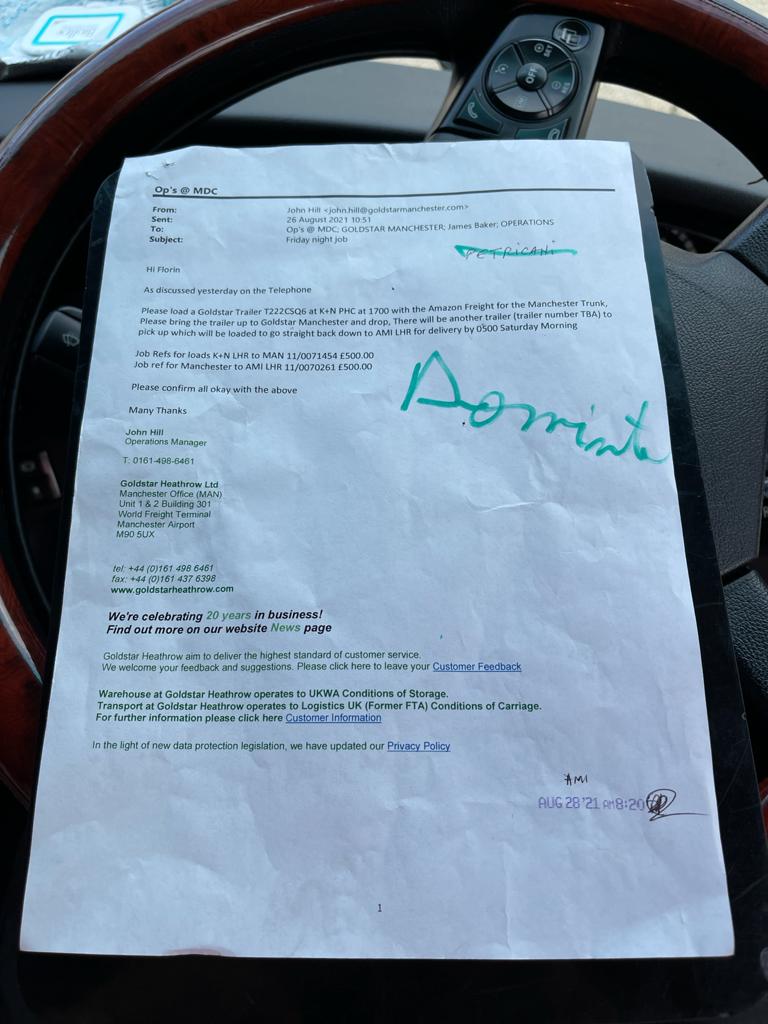 OFF
SET
RES
Op's @ MDC
From: John Hill <john.hill@goldstarmanchester.com>
Sent: 26 August 2021 10:51
To: Op's @ MDC; GOLDSTAR MANCHESTER; James Baker; OPERATIONS
Subject: Friday night job
PETRICANI
Hi Florin
As discussed yesterday on the Telephone
Please load a Goldstar Trailer T222CSQ6 at K+N PHC at 1700 with the Amazon Freight for the Manchester Trunk,
Please bring the trailer up to Goldstar Manchester and drop, There will be another trailer (trailer number TBA) to
pick up which will be loaded to go straight back down to AMI LHR for delivery by 0500 Saturday Morning
Job Refs for loads K+N LHR to MAN 11/0071454 £500.00
Job ref for Manchester to AMI LHR 11/0070261 £500.00
Please confirm all okay with the above
Many Thanks
John Hill
Operations Manager
T: 0161-498-6461
Goldstar Heathrow Ltd
Manchester Office (MAN)
Unit 1 & 2 Building 301
World Freight Terminal
Manchester Airport
M90 5UX
tel: +44 (0)161 498 6461
fax: +44 (0)161 437 6398
www.goldstarheathrow.com
We're celebrating 20 years in business!
Find out more on our website News page
Goldstar Heathrow aim to deliver the highest standard of customer service.
We welcome your feedback and suggestions. Please click here to leave your Customer Feedback
Warehouse at Goldstar Heathrow operates to UKWA Conditions of Storage.
Transport at Goldstar Heathrow operates to Logistics UK (Former FTA) Conditions of Carriage.
For further information please click here Customer Information
In the light of new data protection legislation, we have updated our Privacy Policy
AMI
AUG 28 '21 AM 8:20
1